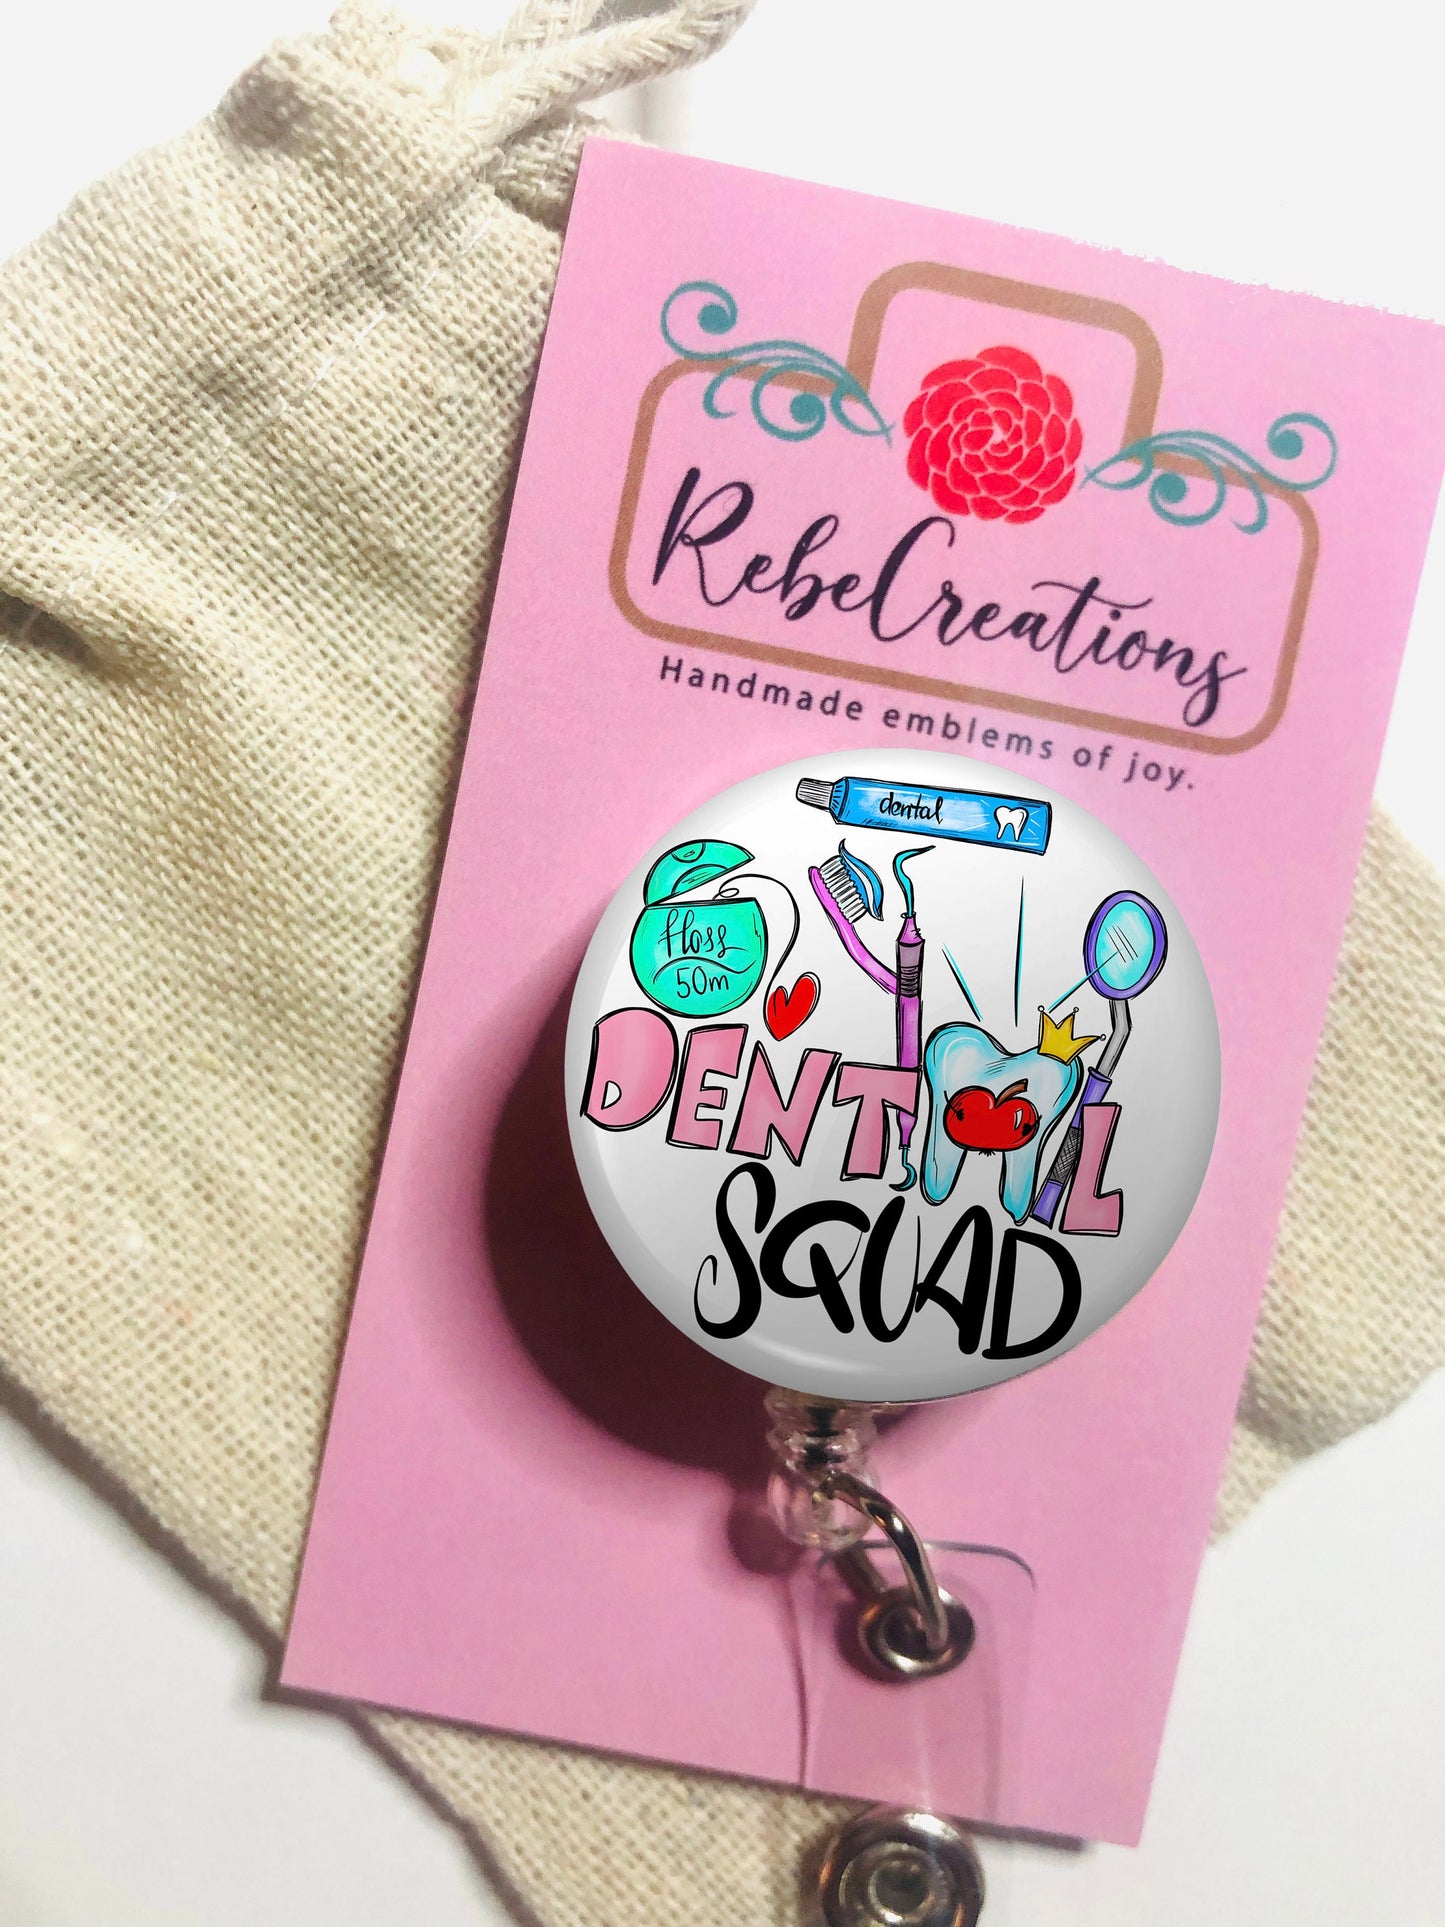 RebeCreations
Handmade emblems of joy.
dental
floss
50m
DENTAL
SQUAD